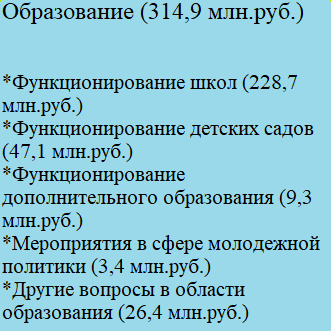 Образование (314,9 млн.руб.)
*Функционирование школ (228,7
млн.руб.)
*Функционирование детских садов
(47,1 млн.руб.)
*Функционирование
дополнительного образования (9,3
млн.руб.)
*Мероприятия в сфере молодежной
политики (3,4 млн.руб.)
*Другие вопросы в области
образования (26,4 млн.руб.)